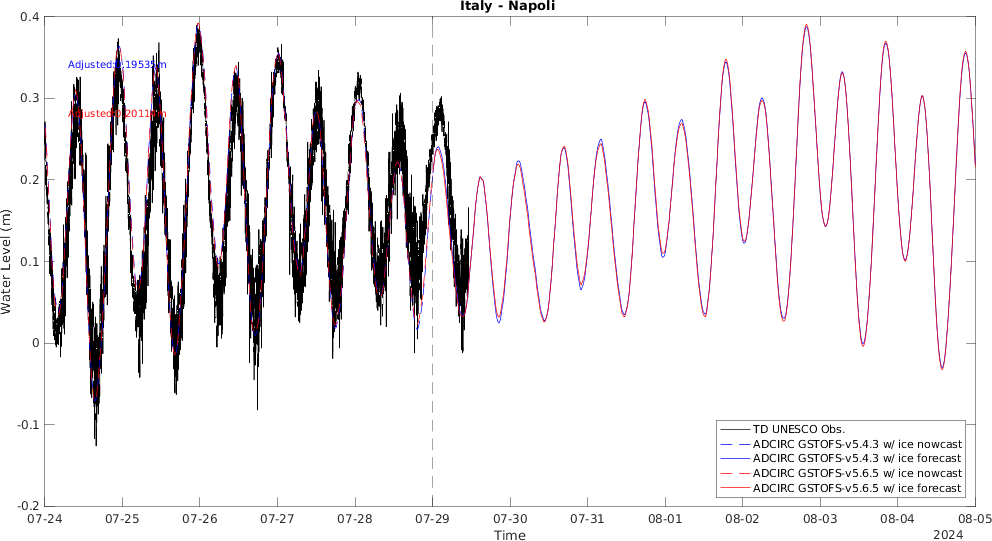 Italy - Napoli
0.4
0.3
0.2
0.1
0
-0.1
-0.2
Water Level (m)
TD UNESCO Obs.
ADCIRC GSTOFS-v5.4.3 w/ ice nowcast
ADCIRC GSTOFS-v5.4.3 w/ ice forecast
ADCIRC GSTOFS-v5.6.5 w/ ice nowcast
ADCIRC GSTOFS-v5.6.5 w/ ice forecast
07-24 07-25 07-26 07-27 07-28 07-29 07-30 07-31 08-01 08-02 08-03 08-04 08-05
Time
2024